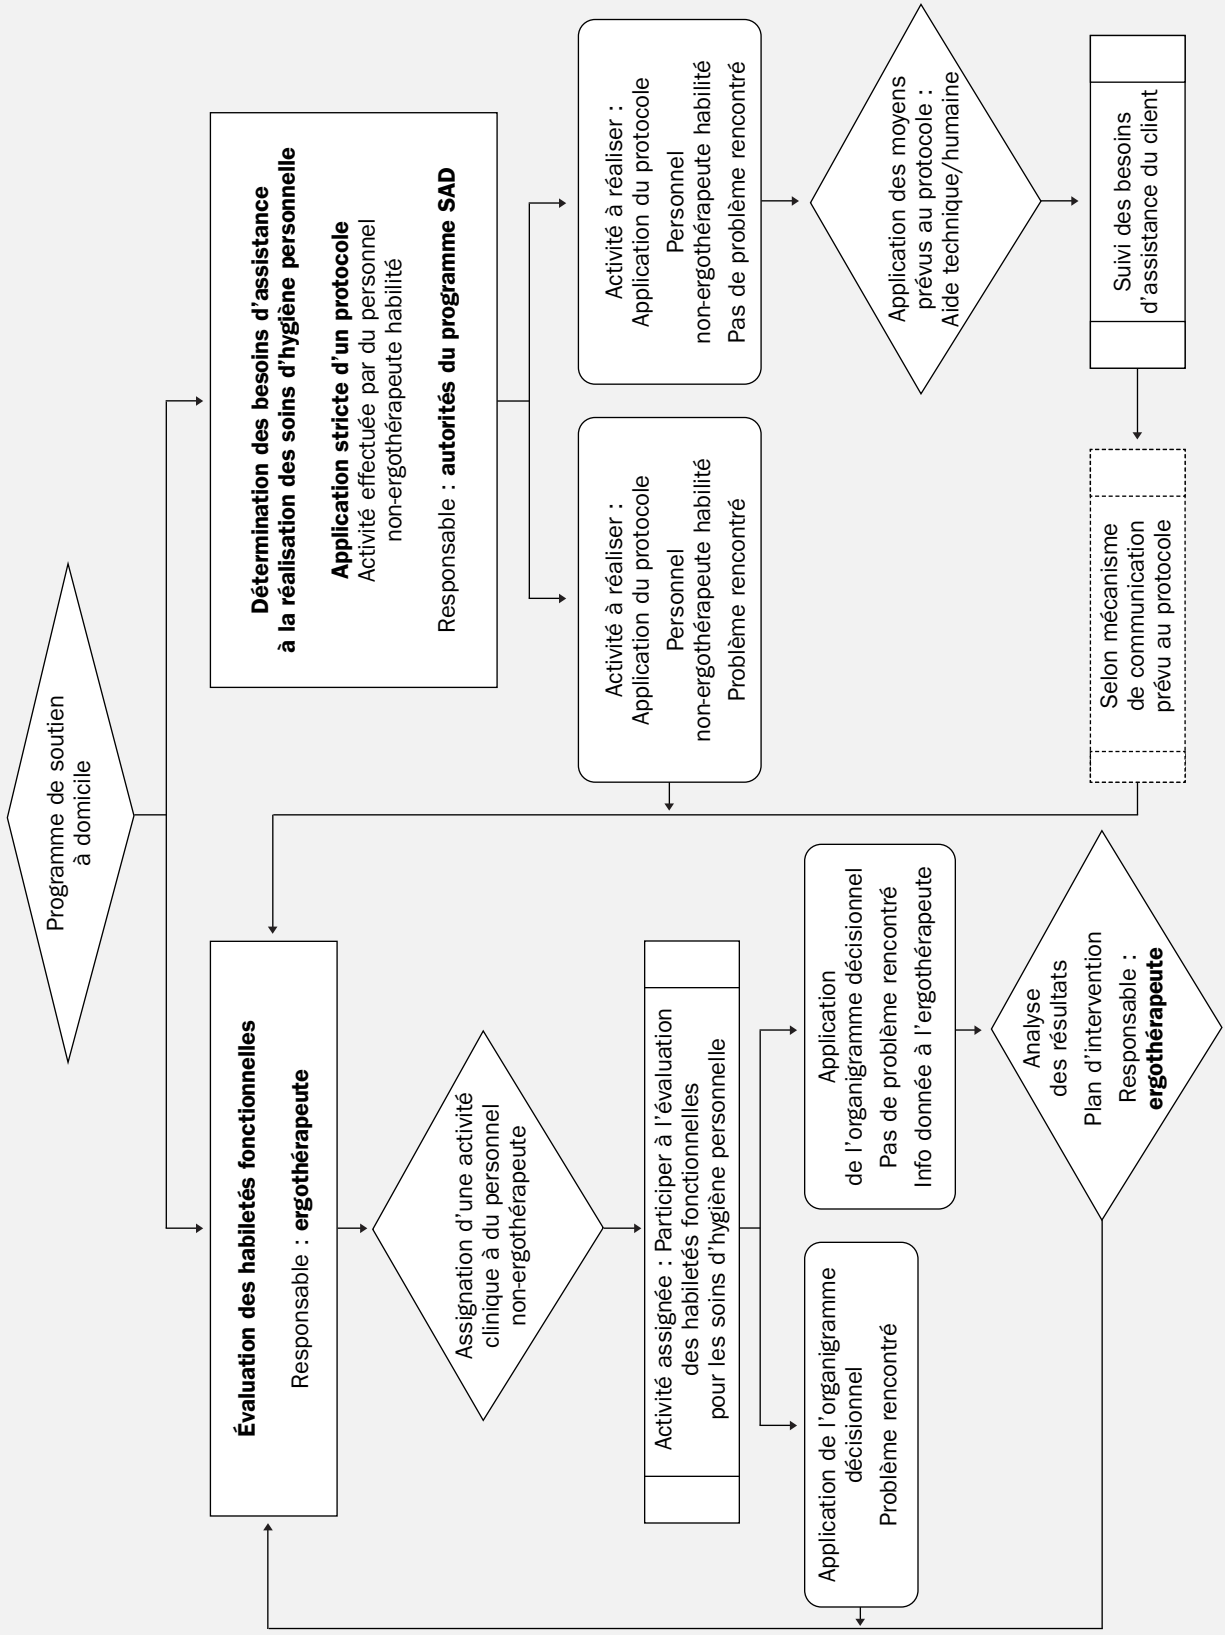 Programme de soutien
à domicile
Évaluation des habiletés fonctionnelles
Responsable : ergothérapeute
Assignation d'une activité
clinique à du personnel
non-ergothérapeute
Activité assignée : Participer à l'évaluation
des habiletés fonctionnelles
pour les soins d'hygiène personnelle
Application de l'organigramme
décisionnel
Problème rencontré
Application
de l'organigramme décisionnel
Pas de problème rencontré
Info donnée à l'ergothérapeute
Analyse
des résultats
Plan d'intervention
Responsable :
ergothérapeute
Détermination des besoins d'assistance
à la réalisation des soins d'hygiène personnelle
Application stricte d'un protocole
Activité effectuée par du personnel
non-ergothérapeute habilité
Responsable : autorités du programme SAD
Activité à réaliser :
Application du protocole
Personnel
non-ergothérapeute habilité
Problème rencontré
Activité à réaliser :
Application du protocole
Personnel
non-ergothérapeute habilité
Pas de problème rencontré
Application des moyens
prévus au protocole :
Aide technique/humaine
Suivi des besoins
d'assistance du client
Selon mécanisme
de communication
prévu au protocole